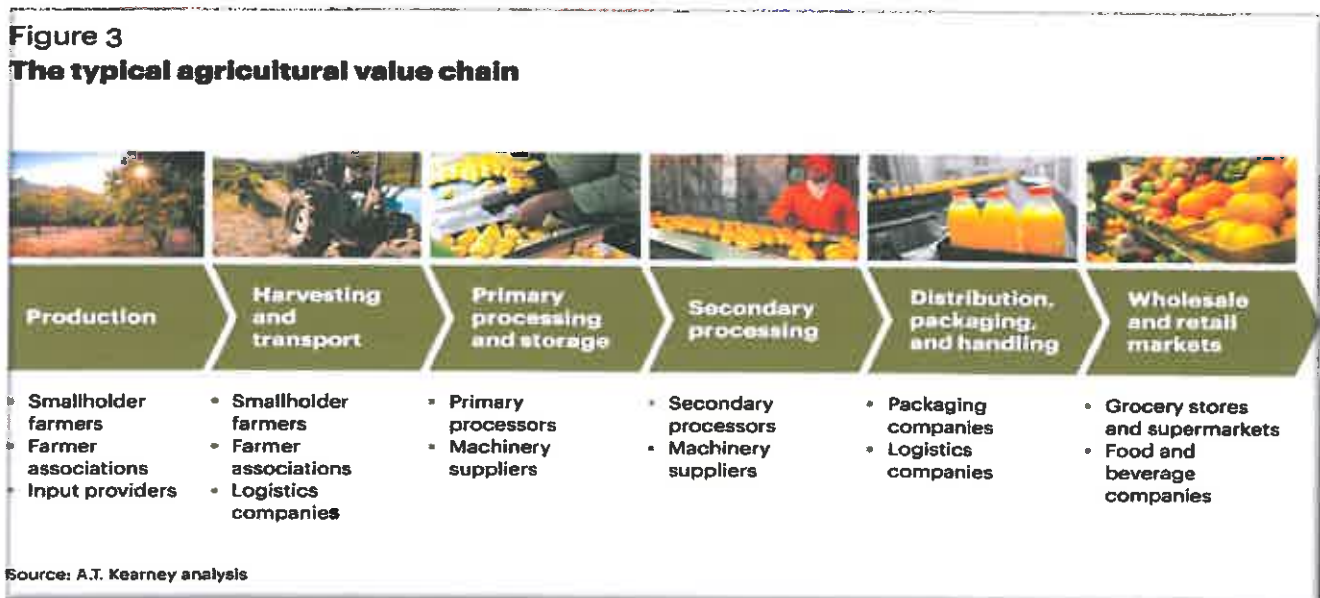 Figure 3
The typical agricultural value chain
Production
Harvesting
and
transport
Primary
processing
and storage
Secondary
processing
Distribution,
packaging,
and handling
Wholesale
and retail
markets
• Smallholder
farmers
• Farmer
associations
• Input providers
• Smallholder
farmers
• Farmer
associations
• Logistics
companies
• Primary
processors
• Machinery
suppliers
• Secondary
processors
• Machinery
suppliers
• Packaging
companies
• Logistics
companies
• Grocery stores
and supermarkets
• Food and
beverage
companies
Source: A.T. Kearney analysis